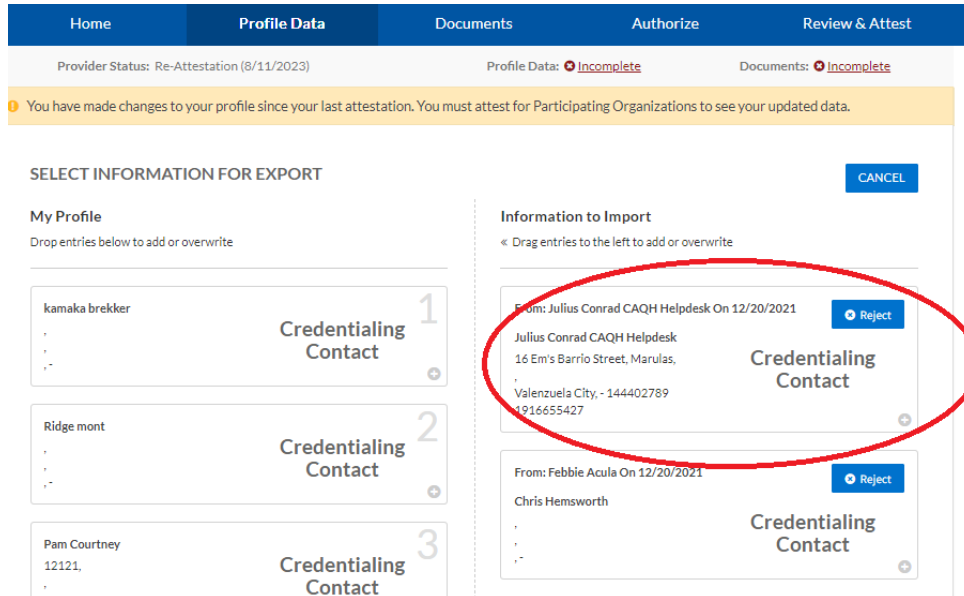 Home Profile Data Documents Authorize Review & Attest
Provider Status: Re-Attestation (8/11/2023) Profile Data: Incomplete Documents: Incomplete
You have made changes to your profile since your last attestation. You must attest for Participating Organizations to see your updated data.
SELECT INFORMATION FOR EXPORT
CANCEL
My Profile
Drop entries below to add or overwrite
kamaka brekker
,
,
, -
Credentialing
Contact
1
Ridge mont
,
,
, -
Credentialing
Contact
2
Pam Courtney
12121,
,
Credentialing
Contact
3
Information to Import
« Drag entries to the left to add or overwrite
From: Julius Conrad CAQH Helpdesk On 12/20/2021
Reject
Julius Conrad CAQH Helpdesk
16 Em's Barrio Street, Marulas,
,
Valenzuela City, - 144402789
1916655427
Credentialing
Contact
From: Febbie Acula On 12/20/2021
Reject
Chris Hemsworth
,
,
, -
Credentialing
Contact